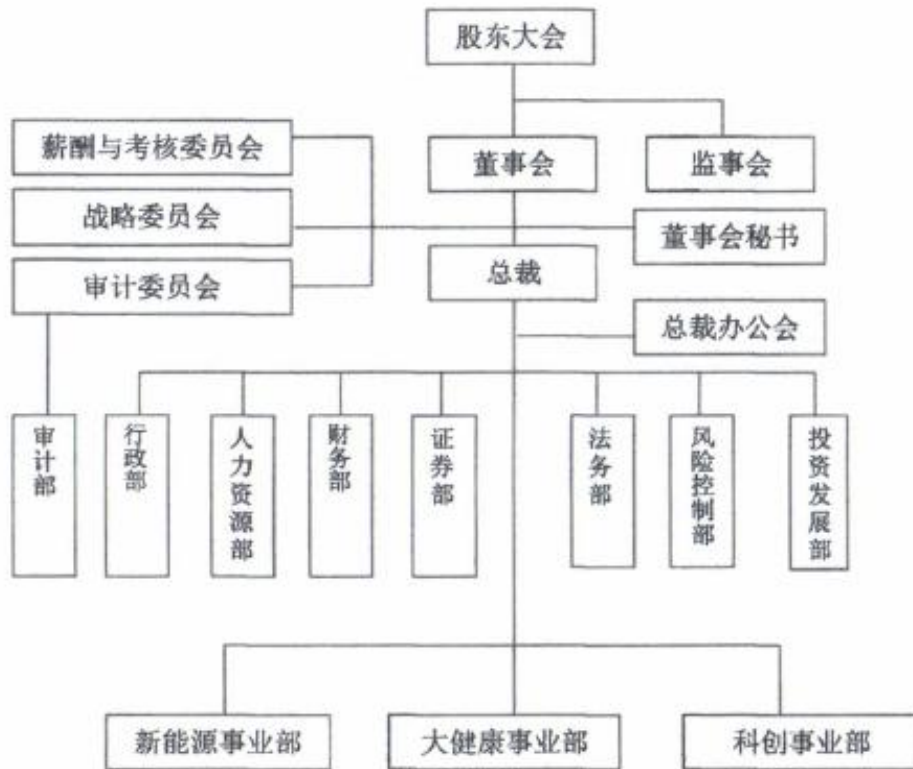 股东大会
薪酬与考核委员会
董事会
监事会
战略委员会
董事会秘书
审计委员会
总裁
总裁办公会
审计部
行政部
人力资源部
财务部
证券部
法务部
风险控制部
投资发展部
新能源事业部
大健康事业部
科创事业部